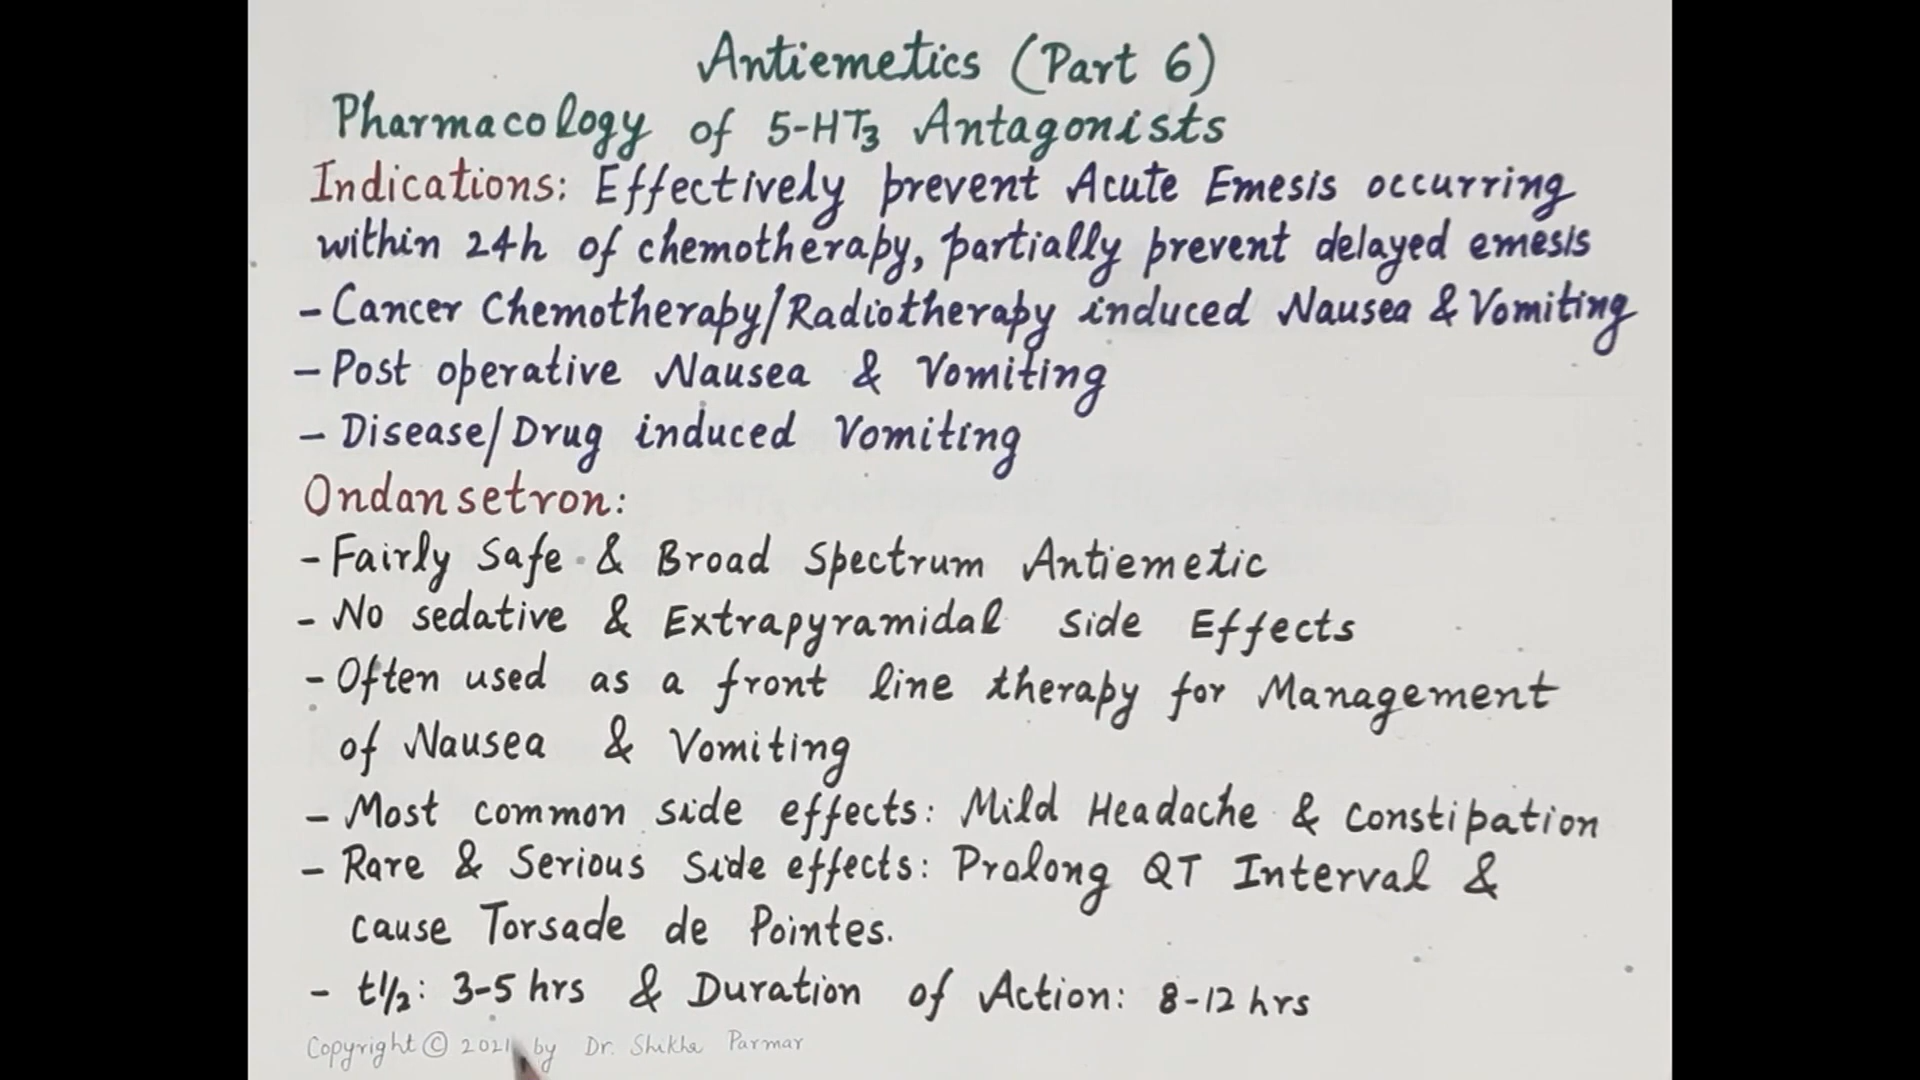 Antiemetics (Part 6)
Pharmacology of 5-HT3 Antagonists
Indications: Effectively prevent Acute Emesis occurring
within 24h of chemotherapy, partially prevent delayed emesis
- Cancer Chemotherapy/Radiotherapy induced Nausea & Vomiting
- Post operative Nausea & Vomiting
- Disease/Drug induced Vomiting
Ondansetron:
- Fairly Safe & Broad Spectrum Antiemetic
- No sedative & Extrapyramidal Side Effects
- Often used as a front line therapy for Management
of Nausea & Vomiting
- Most common side effects: Mild Headache & Constipation
- Rare & Serious Side effects: Prolong QT Interval &
cause Torsade de Pointes.
- t1/2: 3-5 hrs & Duration of Action: 8-12 hrs
Copyright © 2021 by Dr. Shikha Parmar